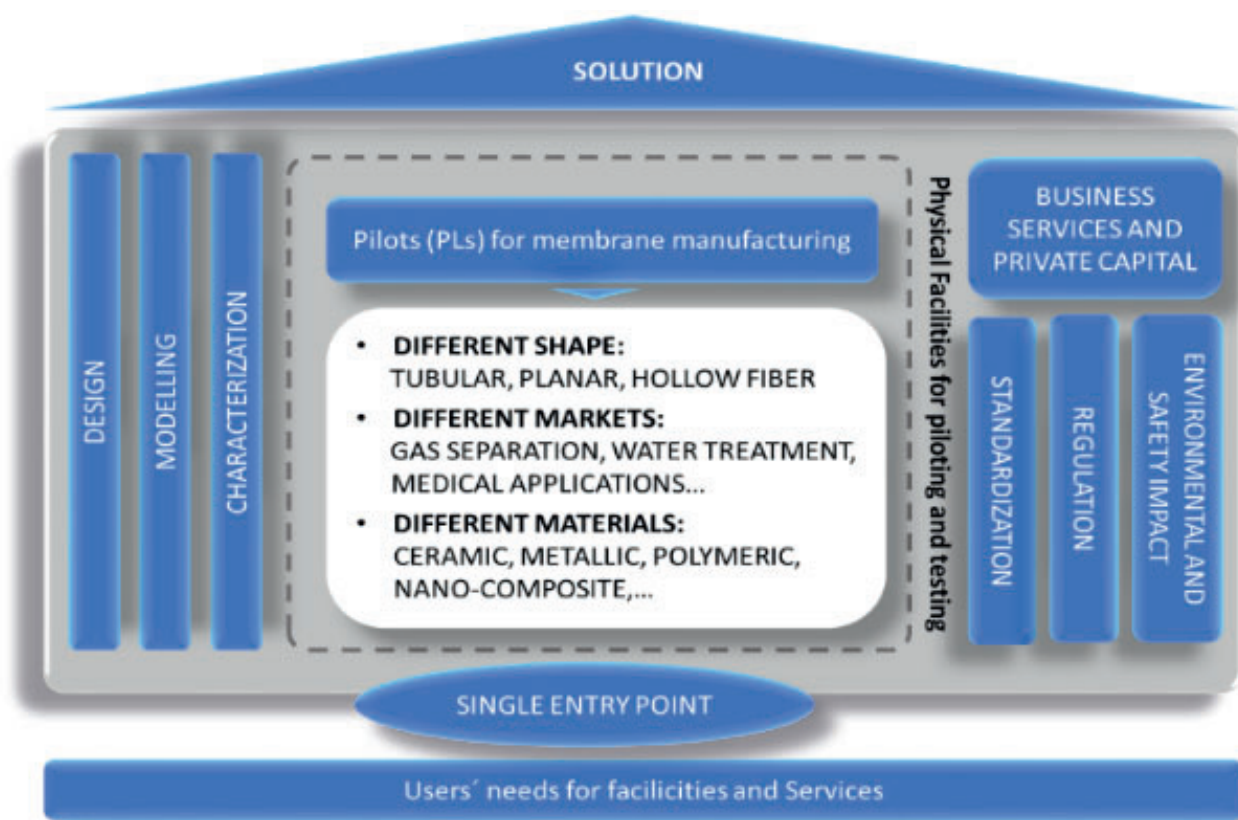 SOLUTION
DESIGN
MODELLING
CHARACTERIZATION
Pilots (PLs) for membrane manufacturing
• DIFFERENT SHAPE:
TUBULAR, PLANAR, HOLLOW FIBER
• DIFFERENT MARKETS:
GAS SEPARATION, WATER TREATMENT,
MEDICAL APPLICATIONS...
• DIFFERENT MATERIALS:
CERAMIC, METALLIC, POLYMERIC,
NANO-COMPOSITE,...
Physical Facilities for piloting and testing
BUSINESS
SERVICES AND
PRIVATE CAPITAL
STANDARDIZATION
REGULATION
ENVIRONMENTAL AND
SAFETY IMPACT
SINGLE ENTRY POINT
Users´ needs for facilicities and Services